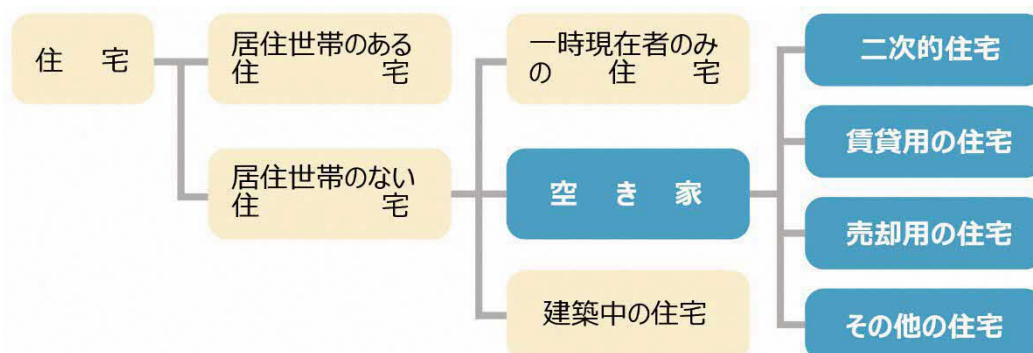 住宅
居住世帯のある
住宅
居住世帯のない
住宅
一時現在者のみ
の住宅
空き家
建築中の住宅
二次的住宅
賃貸用の住宅
売却用の住宅
その他の住宅